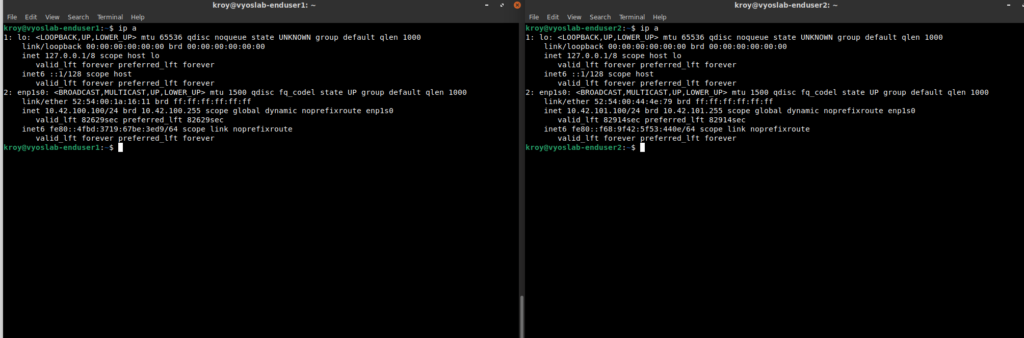 kroy@vyoslab-enduser1: ~
File Edit View Search Terminal Help
kroy@vyoslab-enduser1:~$ ip a
1: lo: <LOOPBACK,UP,LOWER_UP> mtu 65536 qdisc noqueue state UNKNOWN group default qlen 1000
link/loopback 00:00:00:00:00:00 brd 00:00:00:00:00:00
inet 127.0.0.1/8 scope host lo
valid_lft forever preferred_lft forever
inet6 ::1/128 scope host
valid_lft forever preferred_lft forever
2: enp1s0: <BROADCAST,MULTICAST,UP,LOWER_UP> mtu 1500 qdisc fq_codel state UP group default qlen 1000
link/ether 52:54:00:1a:16:11 brd ff:ff:ff:ff:ff:ff
inet 10.42.100.100/24 brd 10.42.100.255 scope global dynamic noprefixroute enp1s0
valid_lft 82629sec preferred_lft 82629sec
inet6 fe80::4fbd:3719:67be:3ed9/64 scope link noprefixroute
valid_lft forever preferred_lft forever
kroy@vyoslab-enduser1:~$
kroy@vyoslab-enduser2: ~
File Edit View Search Terminal Help
kroy@vyoslab-enduser2:~$ ip a
1: lo: <LOOPBACK,UP,LOWER_UP> mtu 65536 qdisc noqueue state UNKNOWN group default qlen 1000
link/loopback 00:00:00:00:00:00 brd 00:00:00:00:00:00
inet 127.0.0.1/8 scope host lo
valid_lft forever preferred_lft forever
inet6 ::1/128 scope host
valid_lft forever preferred_lft forever
2: enp1s0: <BROADCAST,MULTICAST,UP,LOWER_UP> mtu 1500 qdisc fq_codel state UP group default qlen 1000
link/ether 52:54:00:44:4e:79 brd ff:ff:ff:ff:ff:ff
inet 10.42.101.100/24 brd 10.42.101.255 scope global dynamic noprefixroute enp1s0
valid_lft 82914sec preferred_lft 82914sec
inet6 fe80::f68:9f42:5f53:440e/64 scope link noprefixroute
valid_lft forever preferred_lft forever
kroy@vyoslab-enduser2:~$